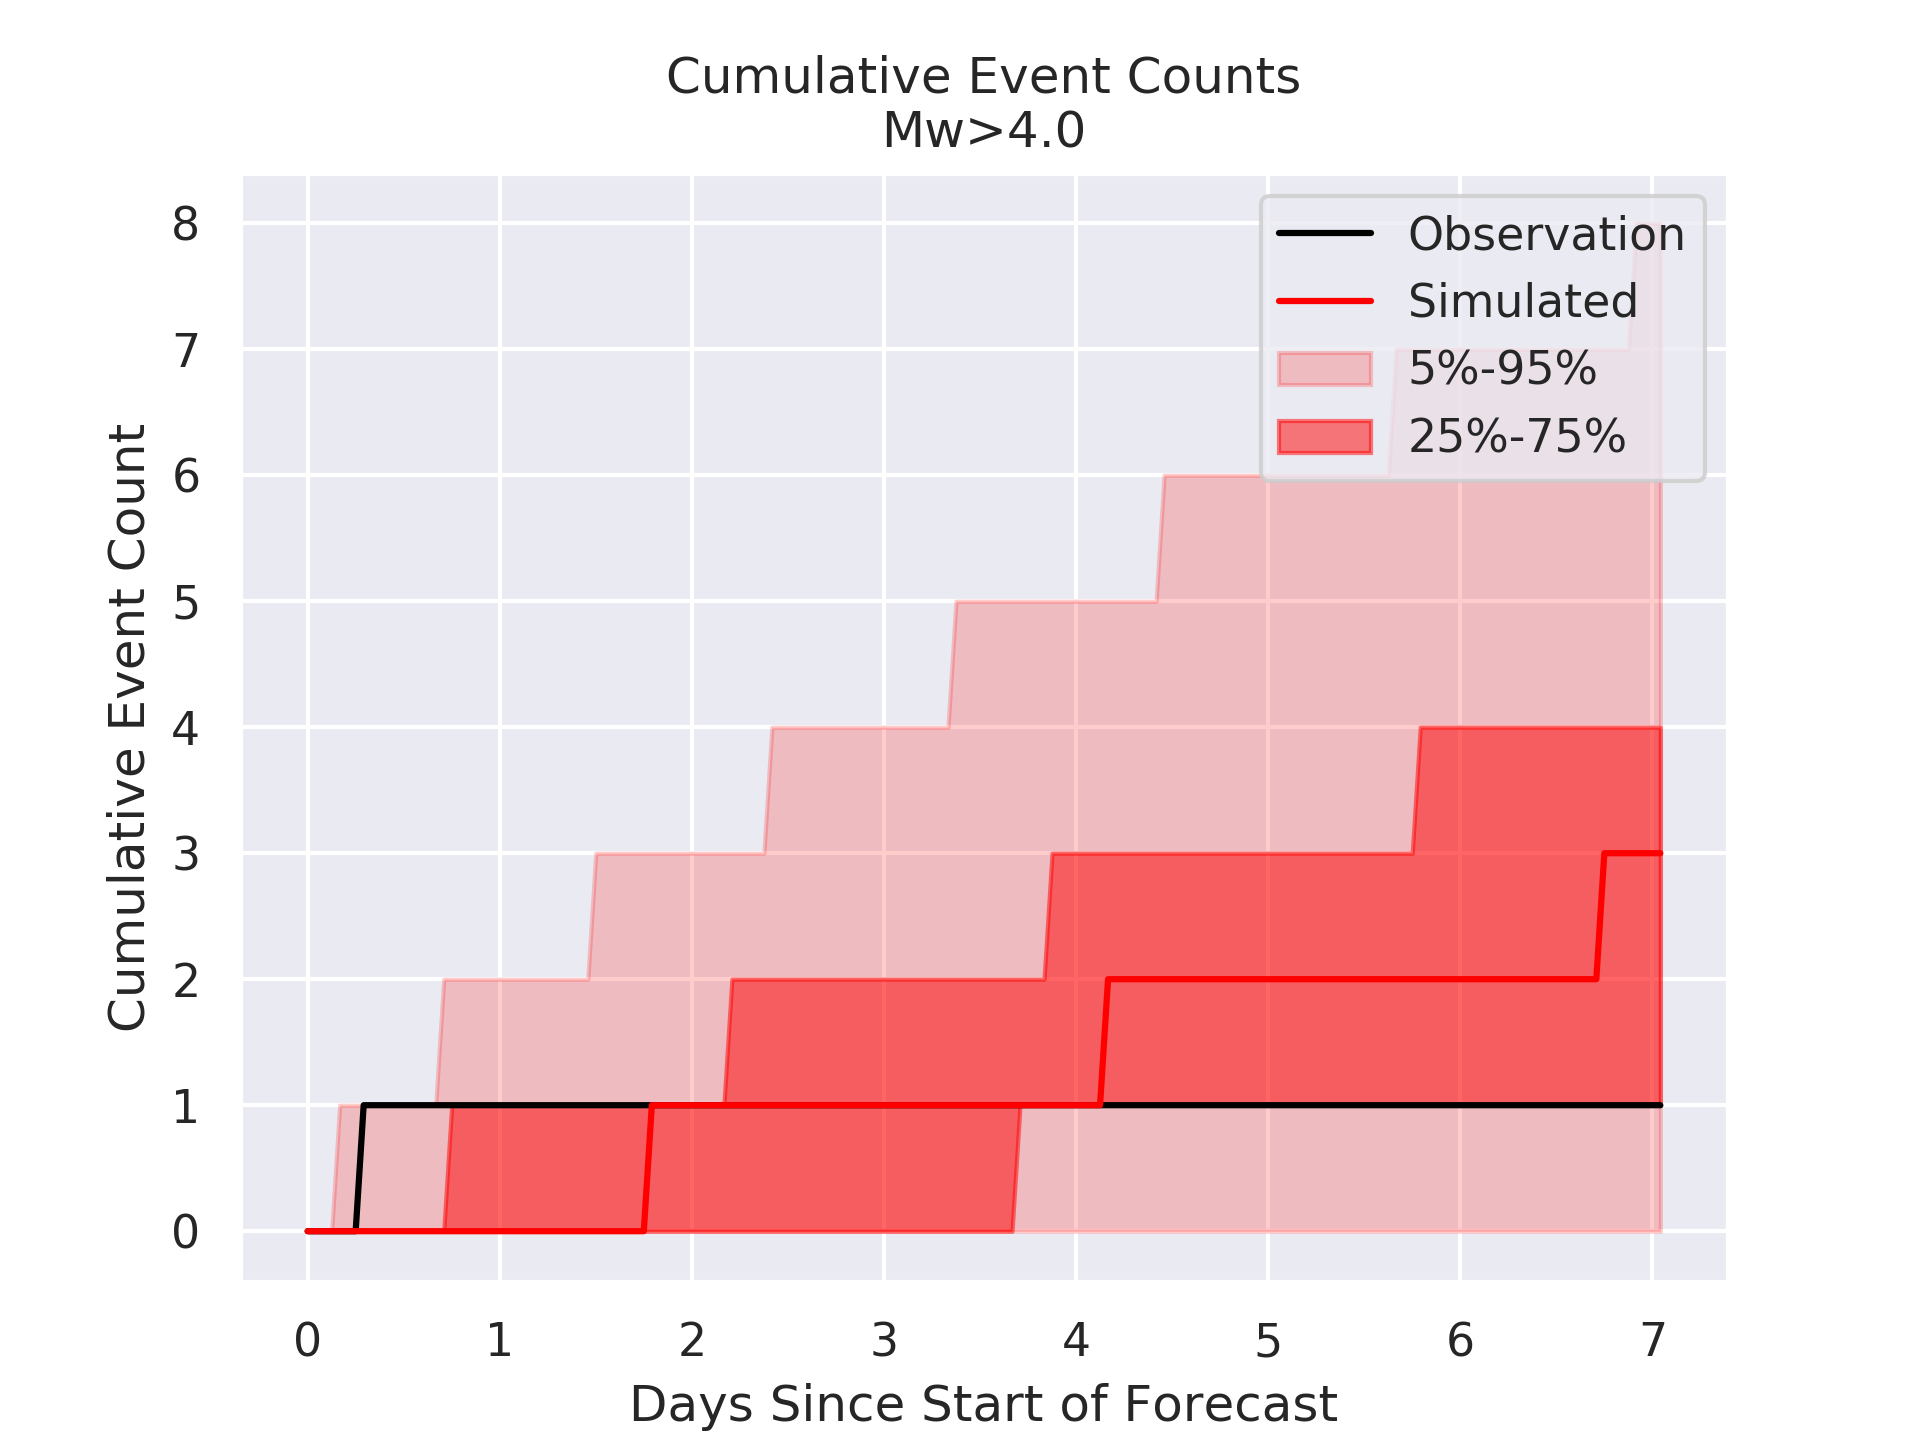 Cumulative Event Counts
Mw>4.0
Cumulative Event Count
8
7
6
5
4
3
2
1
0
Observation
Simulated
5%-95%
25%-75%
0 1 2 3 4 5 6 7
Days Since Start of Forecast